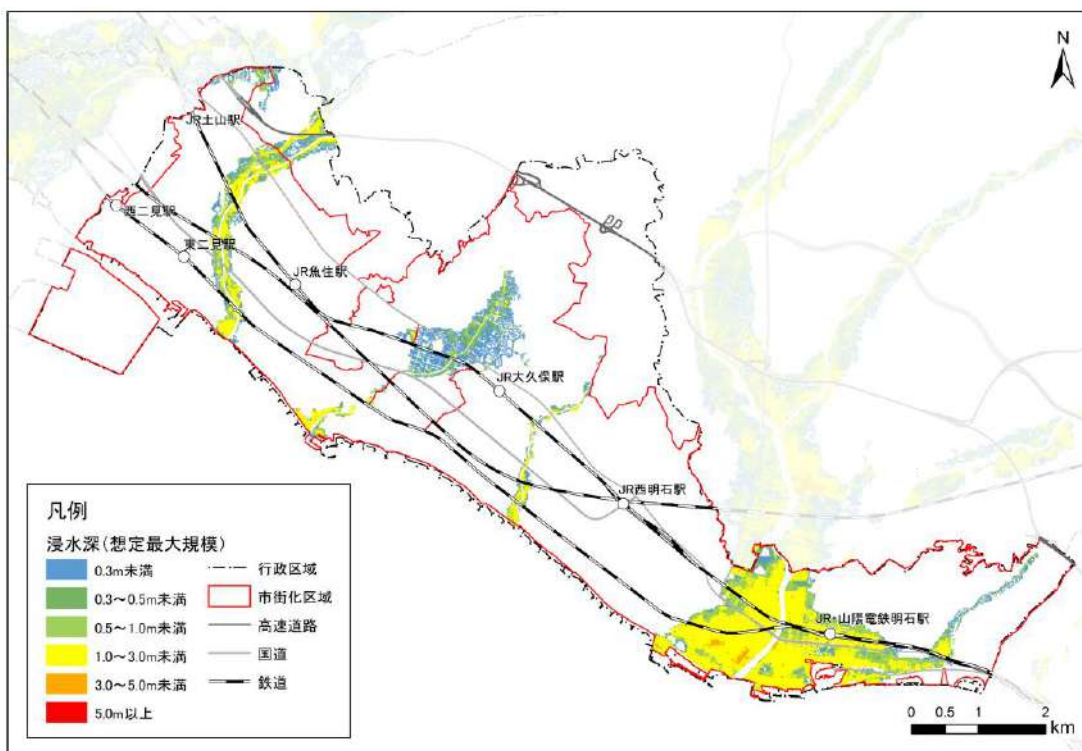 N
JR土山駅
西二見駅
東二見駅
JR魚住駅
JR大久保駅
JR西明石駅
JR・山陽電鉄明石駅
凡例
浸水深(想定最大規模)
0.3m未満
0.3~0.5m未満
0.5~1.0m未満
1.0~3.0m未満
3.0~5.0m未満
5.0m以上
行政区域
市街化区域
高速道路
国道
鉄道
0 0.5 1 2
km